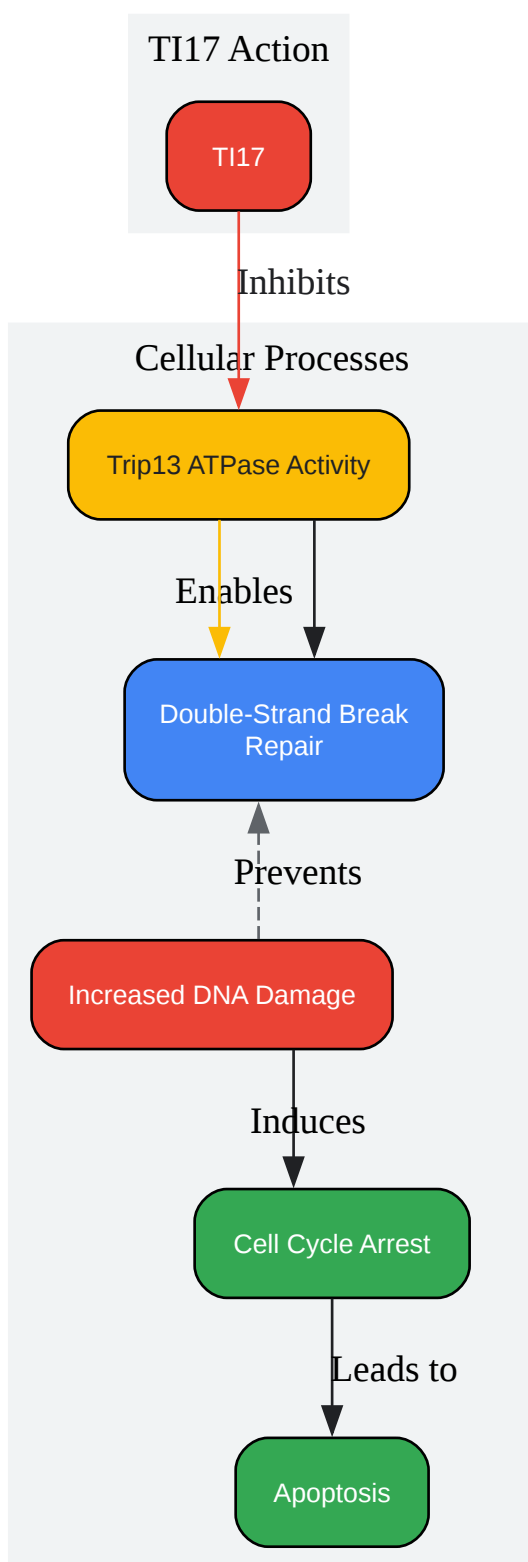 TI17 Action
TI17
Inhibits
Cellular Processes
Trip13 ATPase Activity
Enables
Double-Strand Break
Repair
Prevents
Increased DNA Damage
Induces
Cell Cycle Arrest
Leads to
Apoptosis